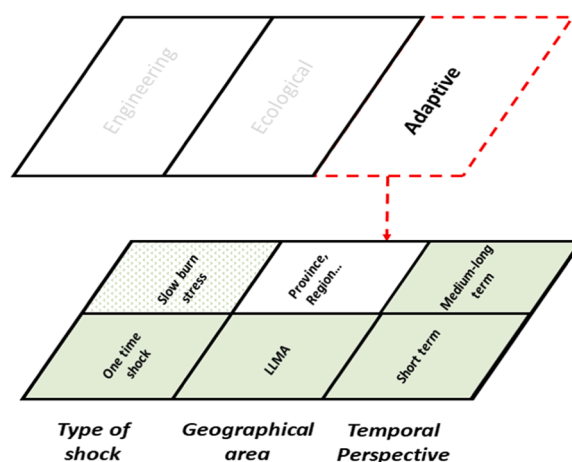 Engineering
Ecological
Adaptive
Slow burn
stress
Province,
Region...
Medium-long
term
One time
shock
LLMA
Short term
Type of
shock
Geographical
area
Temporal
Perspective